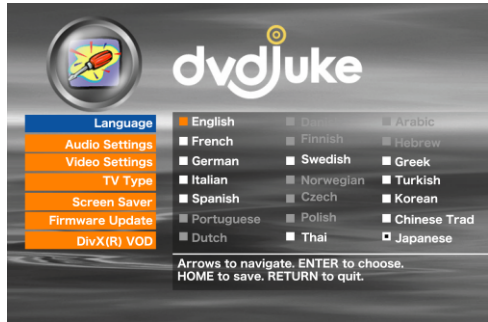 dvdjuke
Language
Audio Settings
Video Settings
TV Type
Screen Saver
Firmware Update
DivX(R) VOD
English
French
German
Italian
Spanish
Portuguese
Dutch
Finnish
Swedish
Norwegian
Czech
Polish
Thai
Arabic
Hebrew
Greek
Turkish
Korean
Chinese Trad
Japanese
Arrows to navigate. ENTER to choose.
HOME to save. RETURN to quit.